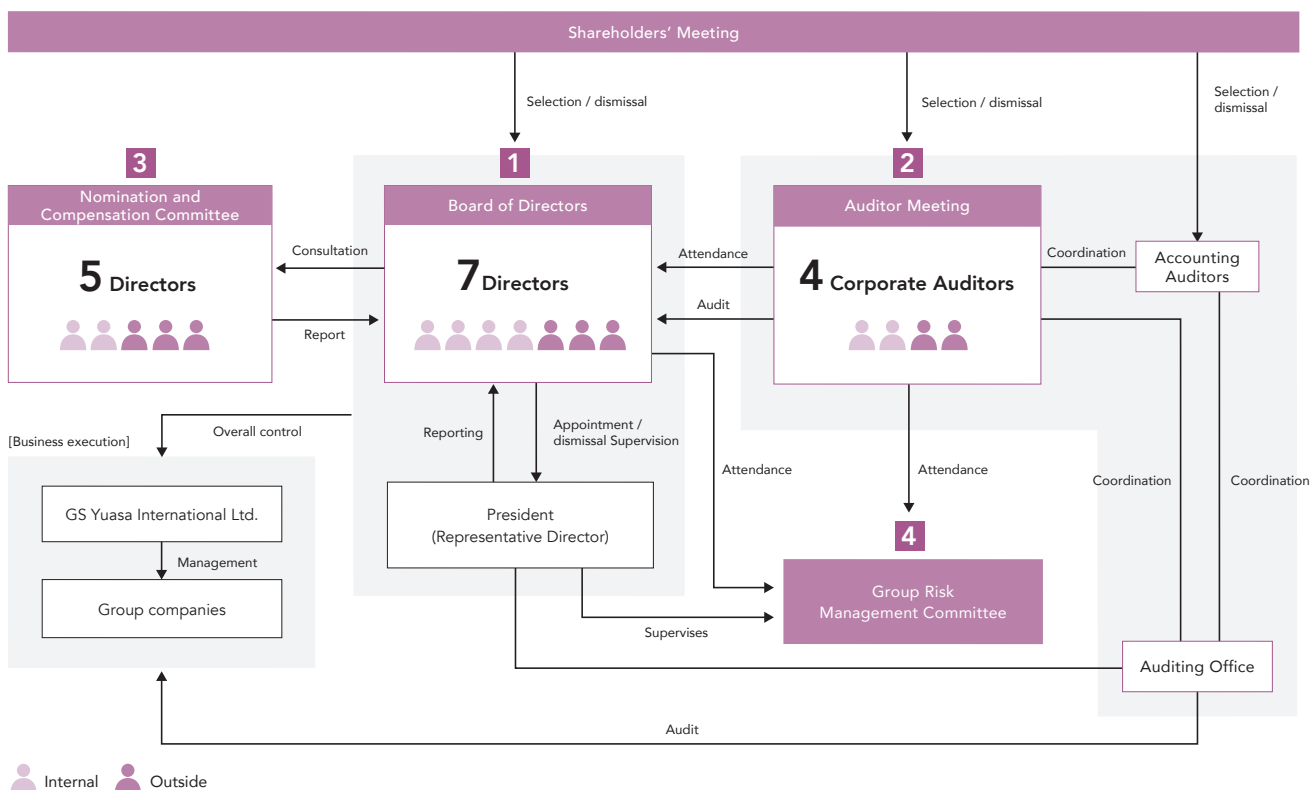 Shareholders' Meeting
Selection / dismissal
Selection / dismissal
Selection /
dismissal
3
1
2
Nomination and
Compensation Committee
5 Directors
Consultation
Report
Board of Directors
7 Directors
Attendance
Audit
Auditor Meeting
4 Corporate Auditors
Coordination
Accounting
Auditors
[Business execution]
Overall control
Reporting
Appointment /
dismissal Supervision
Attendance
Attendance
Coordination
Coordination
GS Yuasa International Ltd.
Management
Group companies
President
(Representative Director)
4
Group Risk
Management Committee
Supervises
Auditing Office
Audit
Internal
Outside